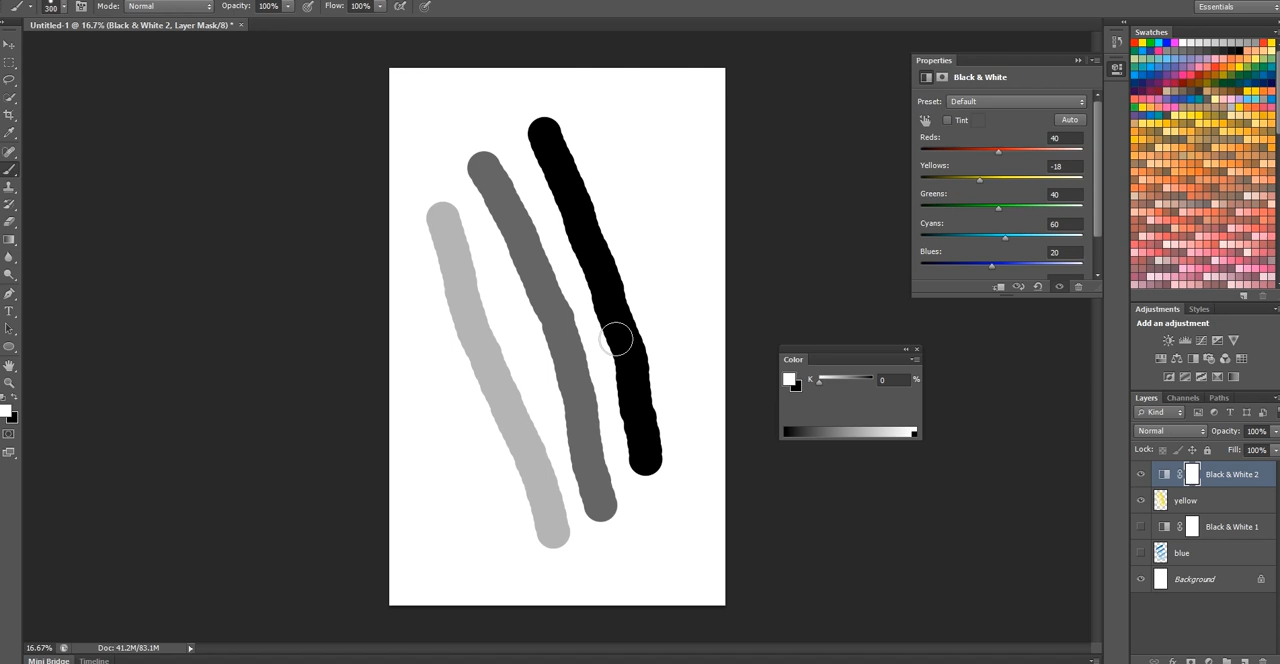 300 Mode: Normal Opacity: 100% Flow: 100% Essentials
Untitled-1 @ 16.7% (Black & White 2, Layer Mask/8) * ×
Properties
Black & White
Preset: Default
Tint Auto
Reds: 40
Yellows: -18
Greens: 40
Cyans: 60
Blues: 20
Color
K 0 %
Swatches
Adjustments Styles
Add an adjustment
Layers Channels Paths
Kind
Normal Opacity: 100%
Lock: Fill: 100%
Black & White 2
yellow
Black & White 1
blue
Background
16.67% Doc: 41.2M/83.1M
Mini Bridge Timeline